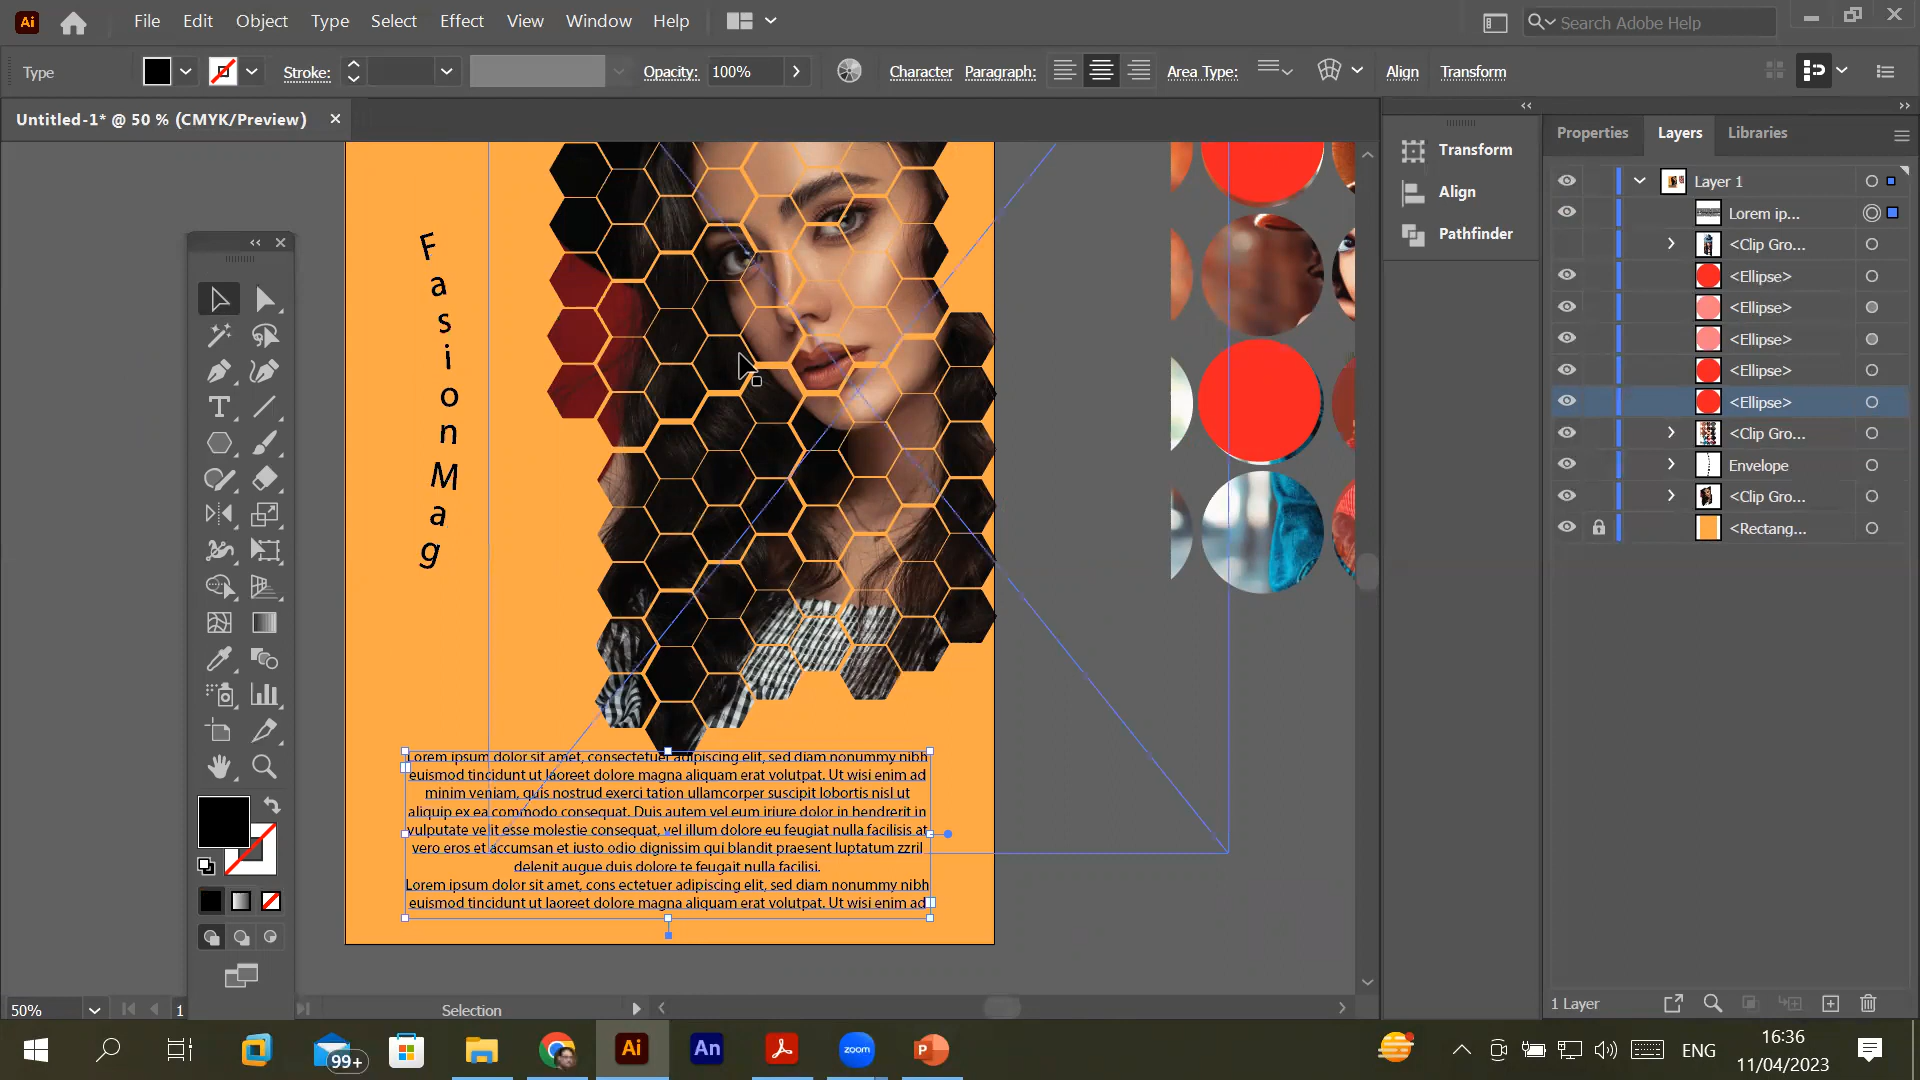 Ai
File Edit Object Type Select Effect View Window Help
Search Adobe Help
Type
Stroke:
Opacity: 100%
Character Paragraph:
Area Type:
Align Transform
Untitled-1* @ 50 % (CMYK/Preview)
Transform
Align
Pathfinder
Properties Layers Libraries
Layer 1
Lorem ip...
<Clip Gro...
<Ellipse>
<Ellipse>
<Ellipse>
<Ellipse>
<Ellipse>
<Clip Gro...
Envelope
<Clip Gro...
<Rectang...
Fasion Mag
Lorem ipsum dolor sit amet, consectetuer adipiscing elit, sed diam nonummy nibh
euismod tincidunt ut laoreet dolore magna aliquam erat volutpat. Ut wisi enim ad
minim veniam, quis nostrud exerci tation ullamcorper suscipit lobortis nisl ut
aliquip ex ea commodo consequat. Duis autem vel eum iriure dolor in hendrerit in
vulputate velit esse molestie consequat, vel illum dolore eu feugiat nulla facilisis at
vero eros et accumsan et iusto odio dignissim qui blandit praesent luptatum zzril
delenit augue duis dolore te feugait nulla facilisi.
Lorem ipsum dolor sit amet, cons ectetuer adipiscing elit, sed diam nonummy nibh
euismod tincidunt ut laoreet dolore magna aliquam erat volutpat. Ut wisi enim ad
50%
1
Selection
1 Layer
99+
Ai
An
zoom
P
ENG
16:36
11/04/2023